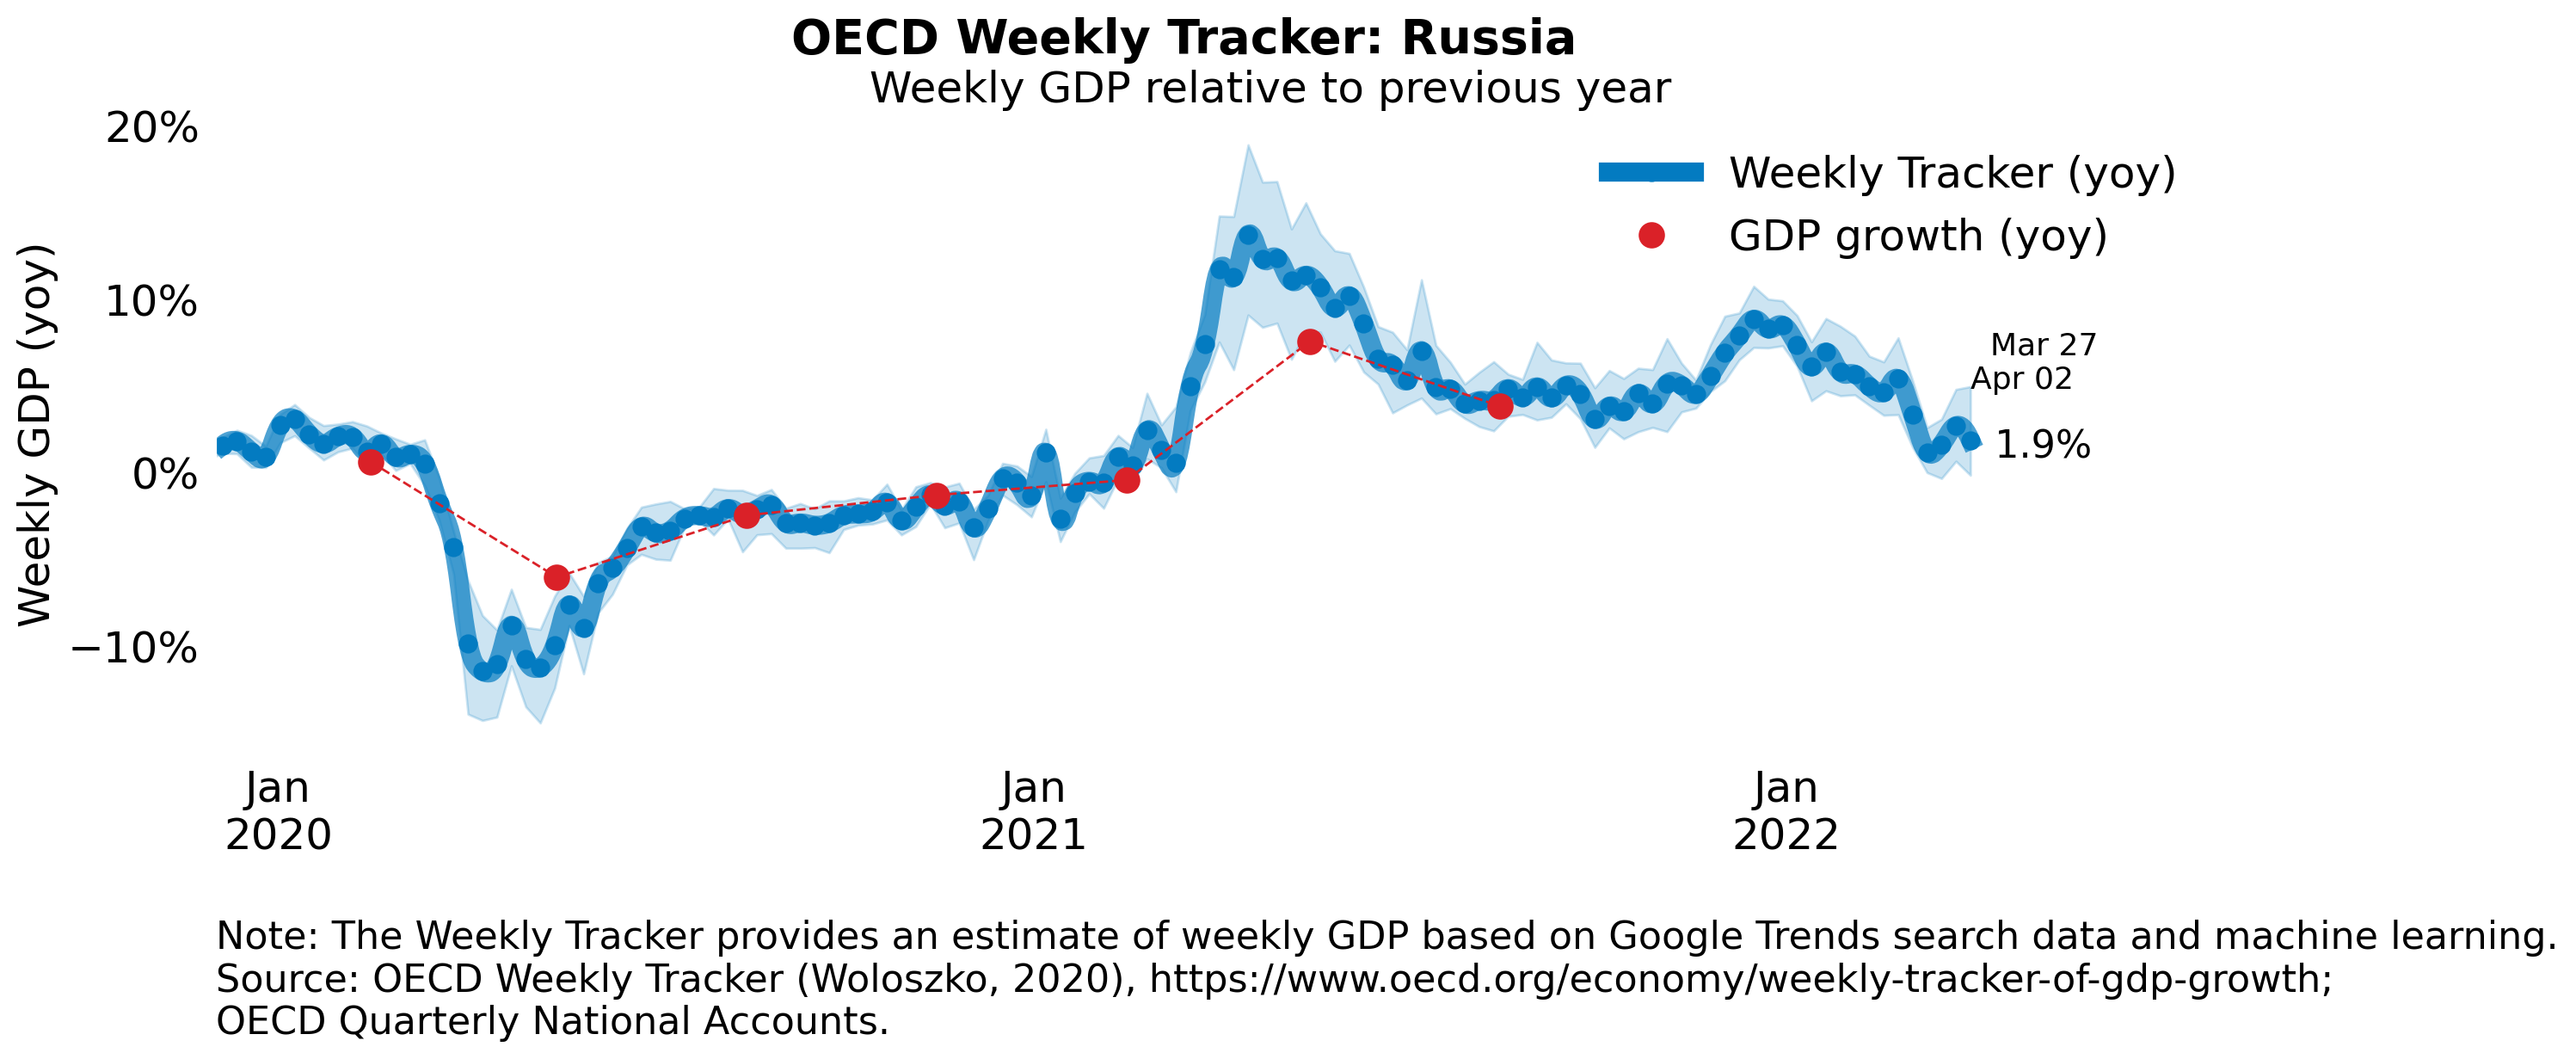 OECD Weekly Tracker: Russia
Weekly GDP relative to previous year
Weekly GDP (yoy)
20%
10%
0%
−10%
Weekly Tracker (yoy)
GDP growth (yoy)
Mar 27
Apr 02
1.9%
Jan
2020
Jan
2021
Jan
2022
Note: The Weekly Tracker provides an estimate of weekly GDP based on Google Trends search data and machine learning.
Source: OECD Weekly Tracker (Woloszko, 2020), https://www.oecd.org/economy/weekly-tracker-of-gdp-growth;
OECD Quarterly National Accounts.